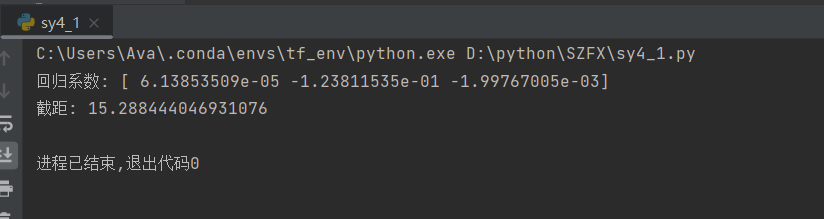 sy4_1
C:\Users\Ava\.conda\envs\tf_env\python.exe D:\python\SZFX\sy4_1.py
回归系数: [ 6.13853509e-05 -1.23811535e-01 -1.99767005e-03]
截距: 15.288444046931076
进程已结束,退出代码0